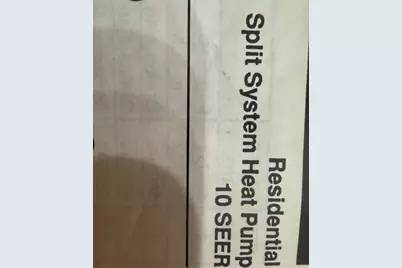 Residential
Split System Heat Pump
10 SEER